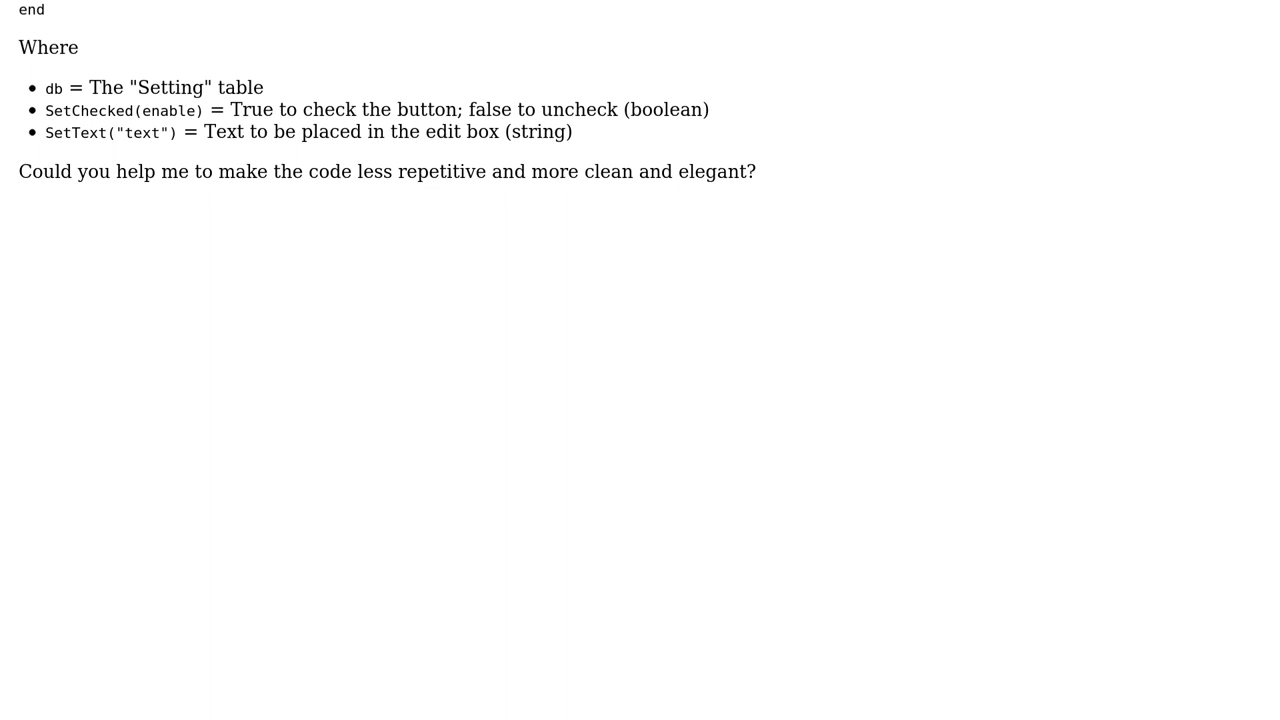 end
Where
db = The "Setting" table
SetChecked(enable) = True to check the button; false to uncheck (boolean)
SetText("text") = Text to be placed in the edit box (string)
Could you help me to make the code less repetitive and more clean and elegant?